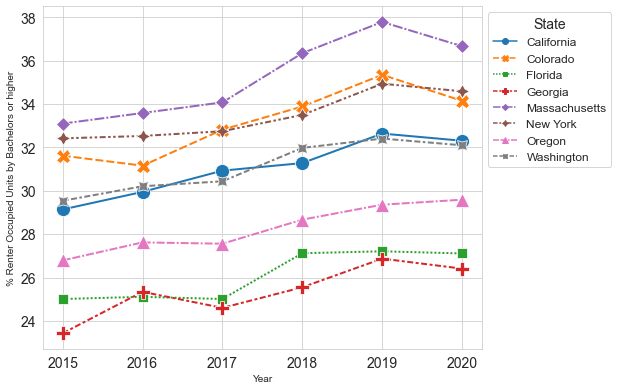 38
36
34
32
30
28
26
24
% Renter Occupied Units by Bachelors or higher
2015 2016 2017 2018 2019 2020
Year
State
California
Colorado
Florida
Georgia
Massachusetts
New York
Oregon
Washington